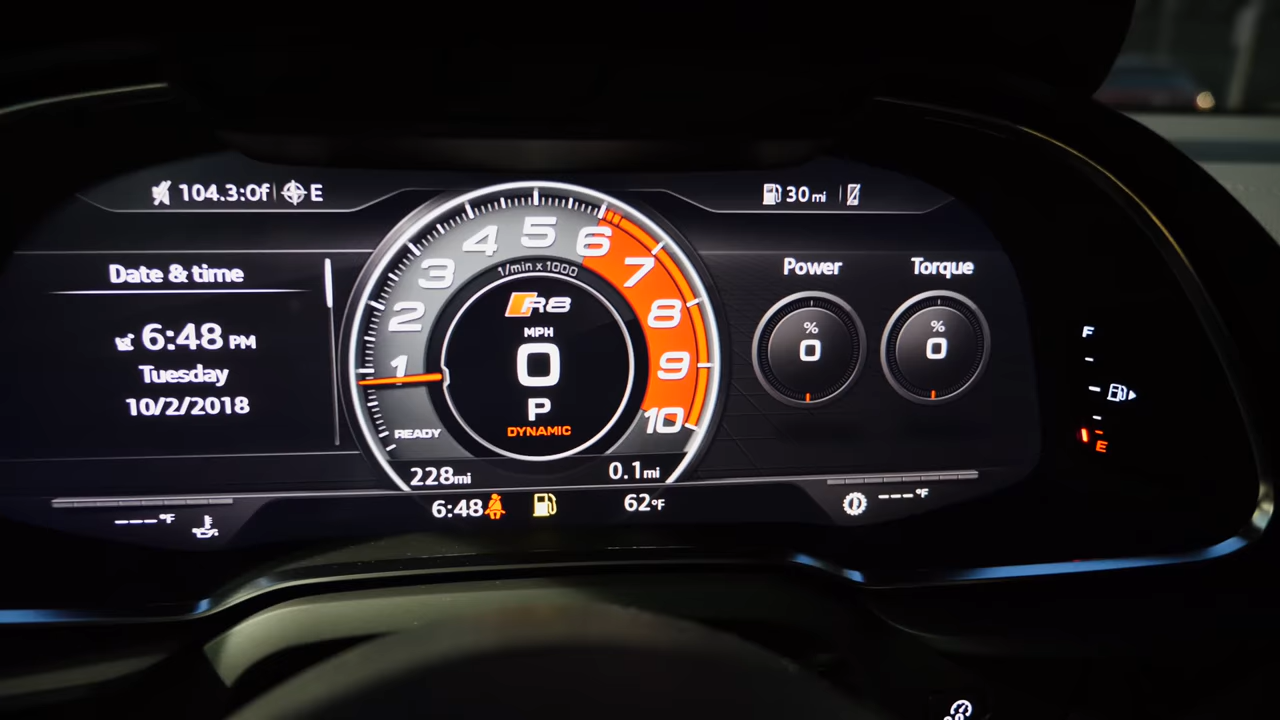 104.3:0f E
30 mi
Date & time
6:48 PM
Tuesday
10/2/2018
1 2 3 4 5 6 7 8 9 10
1/min x 1000
R8
MPH
0
P
DYNAMIC
READY
228mi
0.1mi
6:48
62°F
Power
% 0
Torque
% 0
---°F
---°F
F
E